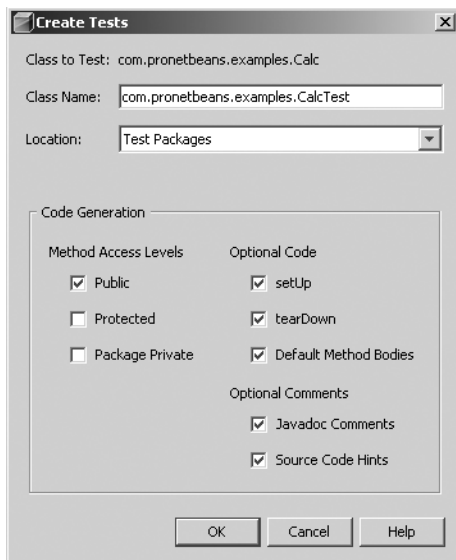 Create Tests
Class to Test: com.pronetbeans.examples.Calc
Class Name: com.pronetbeans.examples.CalcTest
Location: Test Packages
Code Generation
Method Access Levels
Public
Protected
Package Private
Optional Code
setUp
tearDown
Default Method Bodies
Optional Comments
Javadoc Comments
Source Code Hints
OK Cancel Help